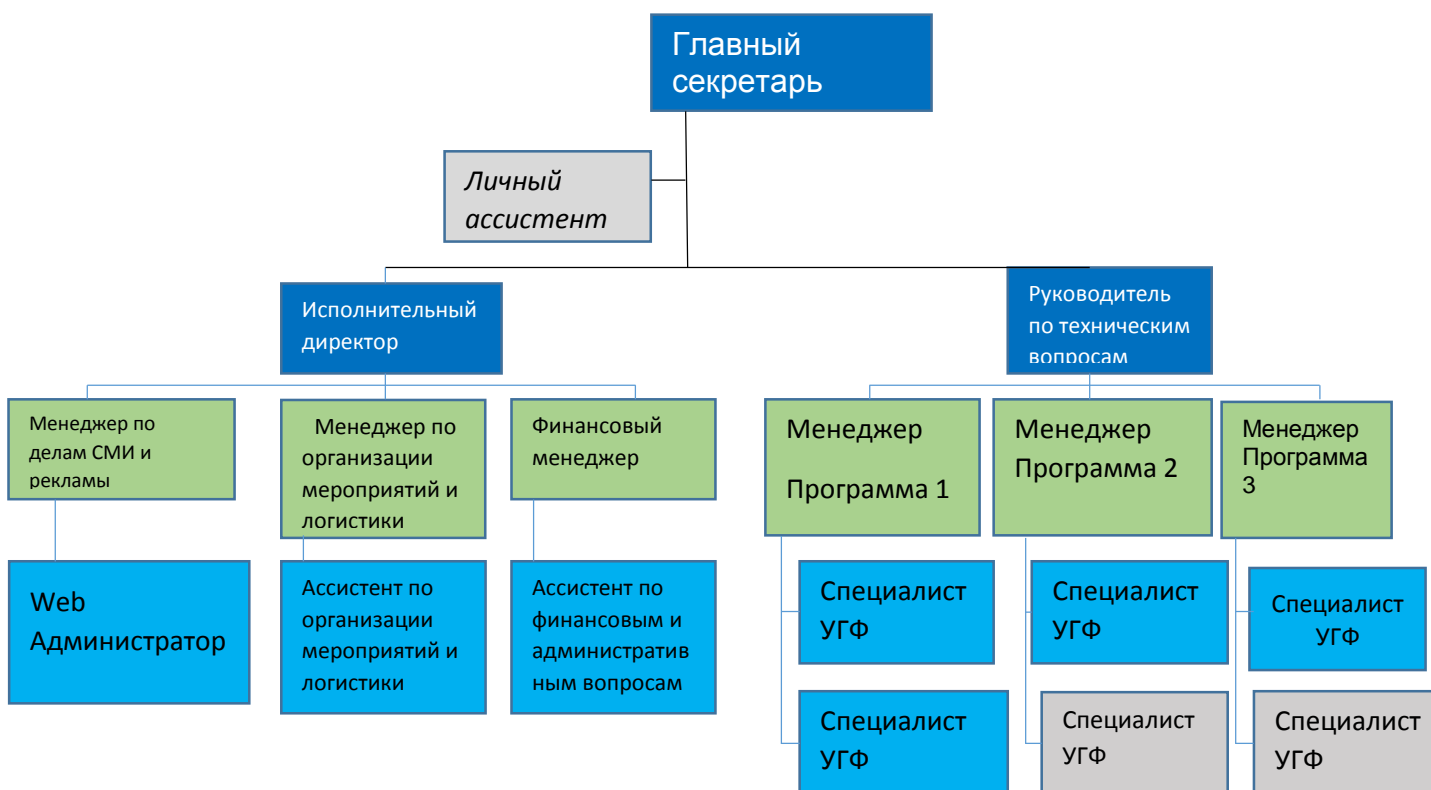 Главный
секретарь
Личный
ассистент
Исполнительный
директор
Руководитель
по техническим
вопросам
Менеджер по
делам СМИ и
рекламы
Менеджер по
организации
мероприятий и
логистики
Финансовый
менеджер
Менеджер
Программа 1
Менеджер
Программа 2
Менеджер
Программа
3
Web
Администратор
Ассистент по
организации
мероприятий и
логистики
Ассистент по
финансовым и
административ
ным вопросам
Специалист
УГФ
Специалист
УГФ
Специалист
УГФ
Специалист
УГФ
Специалист
УГФ
Специалист
УГФ